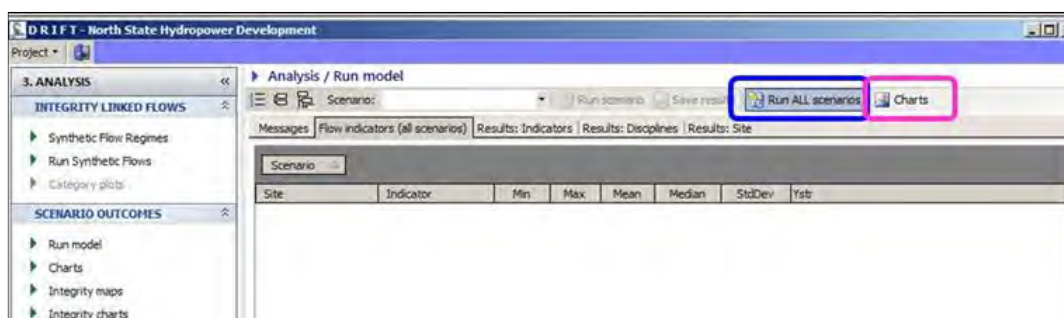 D R I F T - North State Hydropower Development
Project
3. ANALYSIS
INTEGRITY LINKED FLOWS
Synthetic Flow Regimes
Run Synthetic Flows
Category plots
SCENARIO OUTCOMES
Run model
Charts
Integrity maps
Integrity charts
Analysis / Run model
Scenario: Run scenario Save results Run ALL scenarios Charts
Messages Flow indicators (all scenarios) Results: Indicators Results: Disciplines Results: Site
Scenario
Site Indicator Min Max Mean Median StdDev Ystr